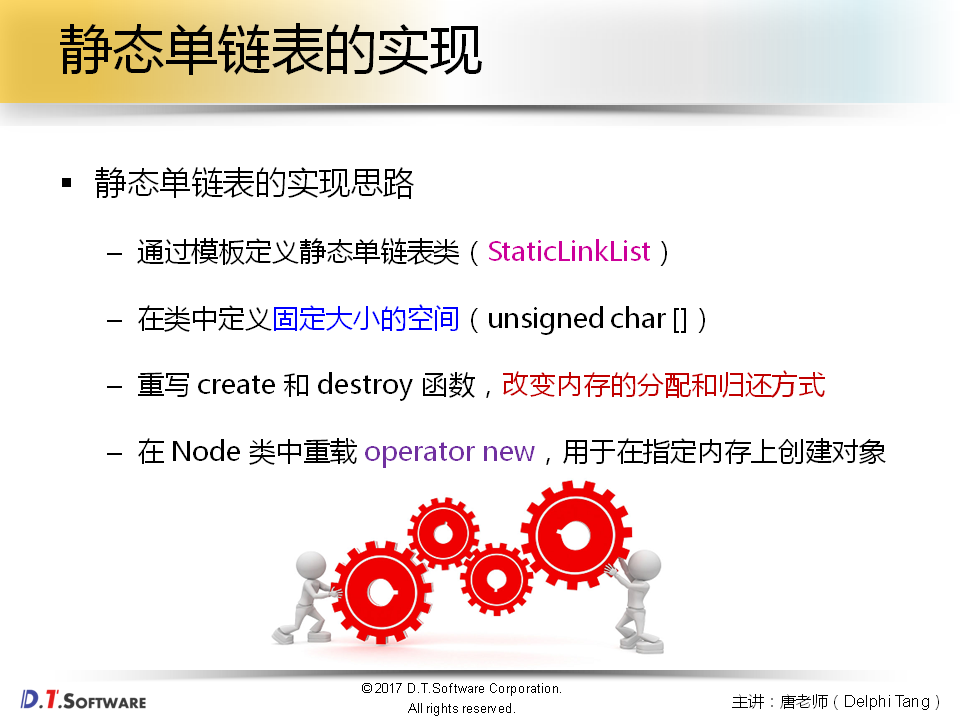 静态单链表的实现
▪ 静态单链表的实现思路
– 通过模板定义静态单链表类（StaticLinkList）
– 在类中定义固定大小的空间（unsigned char []）
– 重写 create 和 destroy 函数，改变内存的分配和归还方式
– 在 Node 类中重载 operator new，用于在指定内存上创建对象
D.T.SOFTWARE
©2017 D.T.Software Corporation.
All rights reserved.
主讲：唐老师（Delphi Tang）